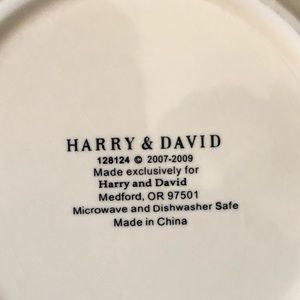 HARRY & DAVID
128124 © 2007-2009
Made exclusively for
Harry and David
Medford, OR 97501
Microwave and Dishwasher Safe
Made in China